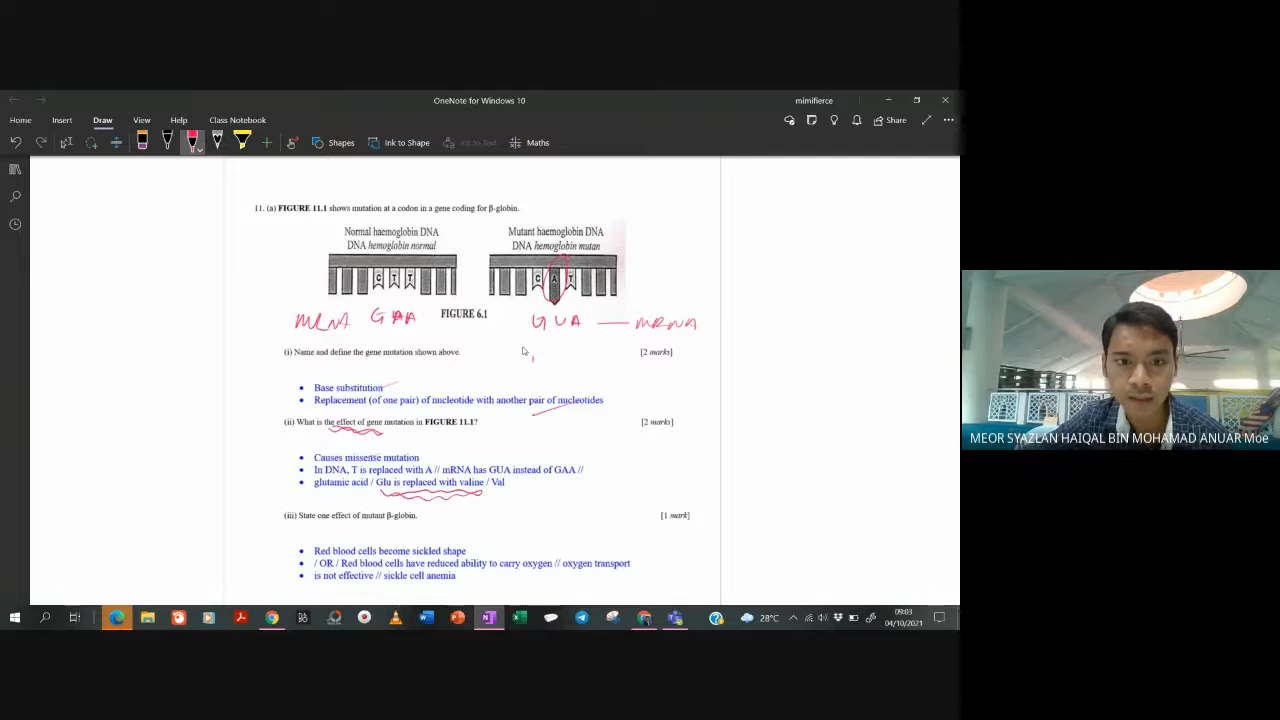 OneNote for Windows 10
mimifierce
Home Insert Draw View Help Class Notebook
Share
Shapes Ink to Shape Ink to Text Maths
11. (a) FIGURE 11.1 shows mutation at a codon in a gene coding for β-globin.
Normal haemoglobin DNA
DNA hemoglobin normal
Mutant haemoglobin DNA
DNA hemoglobin mutan
C T T
C A T
FIGURE 6.1
mRNA GAA
GUA — mRNA
(i) Name and define the gene mutation shown above. [2 marks]
• Base substitution
• Replacement (of one pair) of nucleotide with another pair of nucleotides
(ii) What is the effect of gene mutation in FIGURE 11.1? [2 marks]
• Causes missense mutation
• In DNA, T is replaced with A // mRNA has GUA instead of GAA //
• glutamic acid / Glu is replaced with valine / Val
(iii) State one effect of mutant β-globin. [1 mark]
• Red blood cells become sickled shape
• / OR / Red blood cells have reduced ability to carry oxygen // oxygen transport
• is not effective // sickle cell anemia
28°C
09:03
04/10/2021
MEOR SYAZLAN HAIQAL BIN MOHAMAD ANUAR Moe